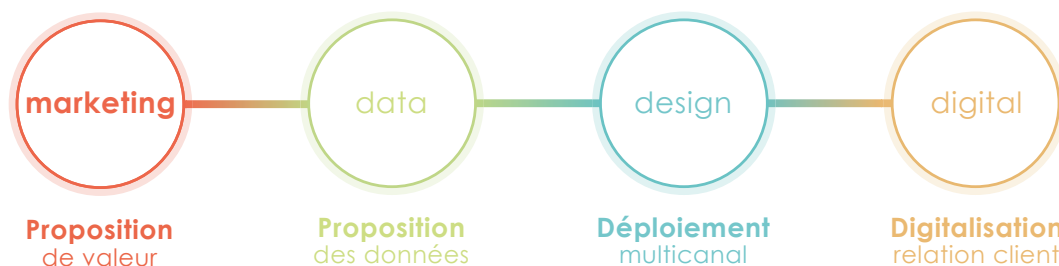 marketing
data
design
digital
Proposition
de valeur
Proposition
des données
Déploiement
multicanal
Digitalisation
relation client